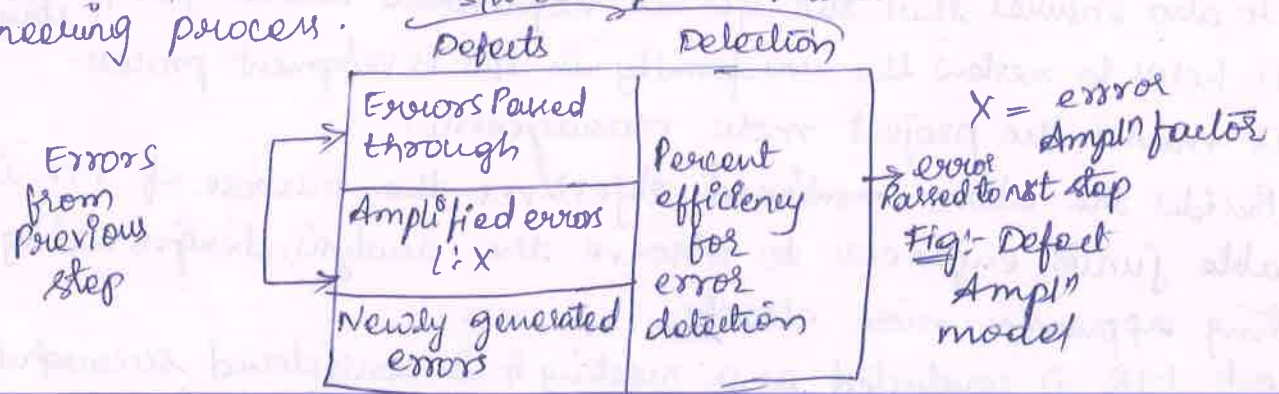 neering process.
Defects Detection
Errors
from
Previous
step
Errors Passed
through
Amplified errors
1:X
Newly generated
errors
Percent
efficiency
for
error
detection
error
Passed to nxt step
X = error
Ampln factor
Fig:- Defect
Ampln
model